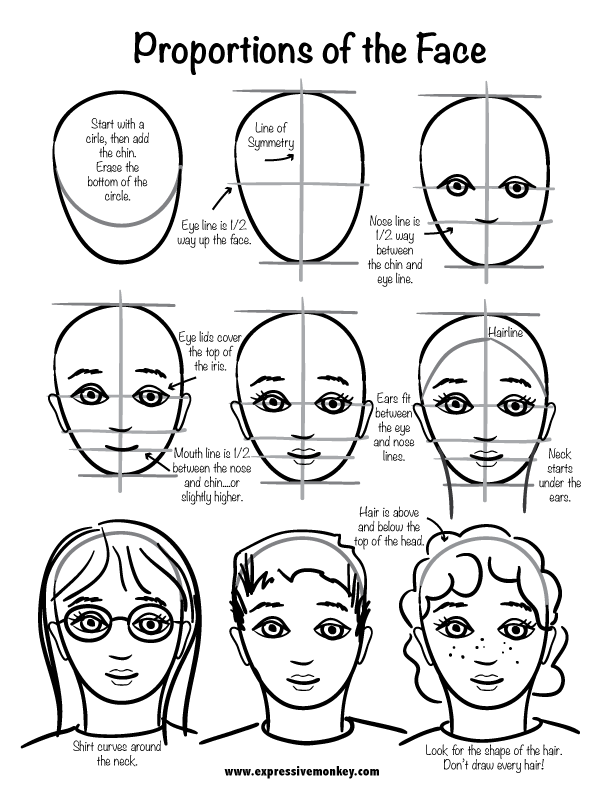 Proportions of the Face
Start with a
cirle, then add
the chin.
Erase the
bottom of the
circle.
Line of
Symmetry
Eye line is 1/2
way up the face.
Nose line is
1/2 way
between
the chin and
eye line.
Eye lids cover
the top of
the iris.
Mouth line is 1/2
between the nose
and chin....or
slightly higher.
Ears fit
between
the eye
and nose
lines.
Hairline
Neck
starts
under the
ears.
Hair is above
and below the
top of the head.
Shirt curves around
the neck.
Look for the shape of the hair.
Don't draw every hair!
www.expressivemonkey.com